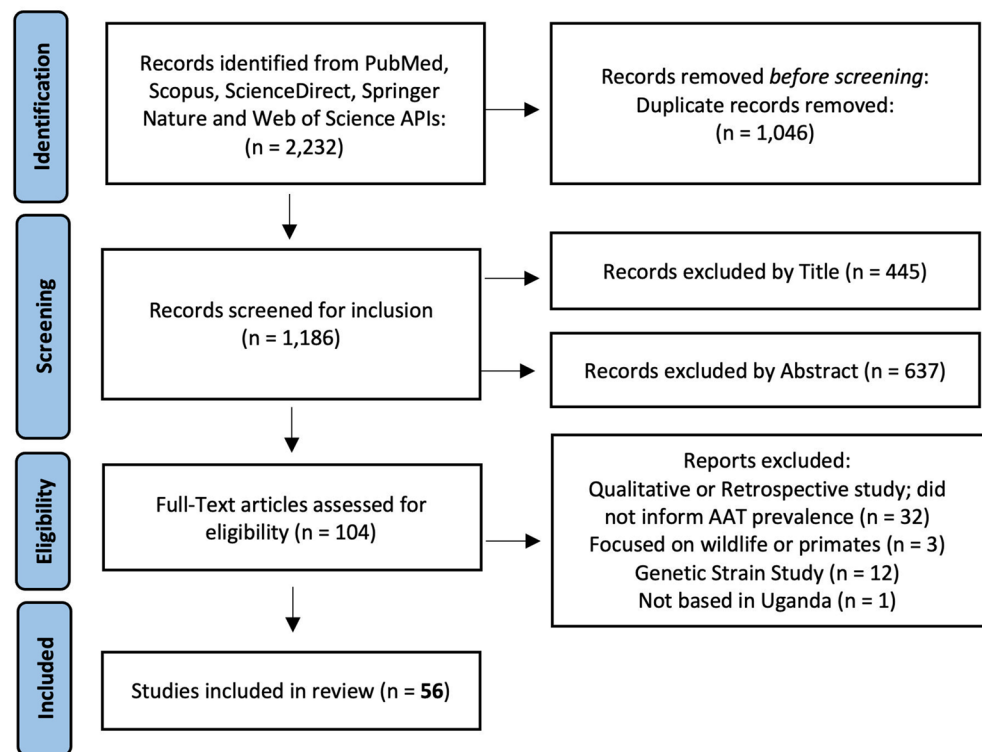 Identification
Records identified from PubMed,
Scopus, ScienceDirect, Springer
Nature and Web of Science APIs:
(n = 2,232)
Records removed before screening:
Duplicate records removed:
(n = 1,046)
Screening
Records screened for inclusion
(n = 1,186)
Records excluded by Title (n = 445)
Records excluded by Abstract (n = 637)
Eligibility
Full-Text articles assessed for
eligibility (n = 104)
Reports excluded:
Qualitative or Retrospective study; did
not inform AAT prevalence (n = 32)
Focused on wildlife or primates (n = 3)
Genetic Strain Study (n = 12)
Not based in Uganda (n = 1)
Included
Studies included in review (n = 56)